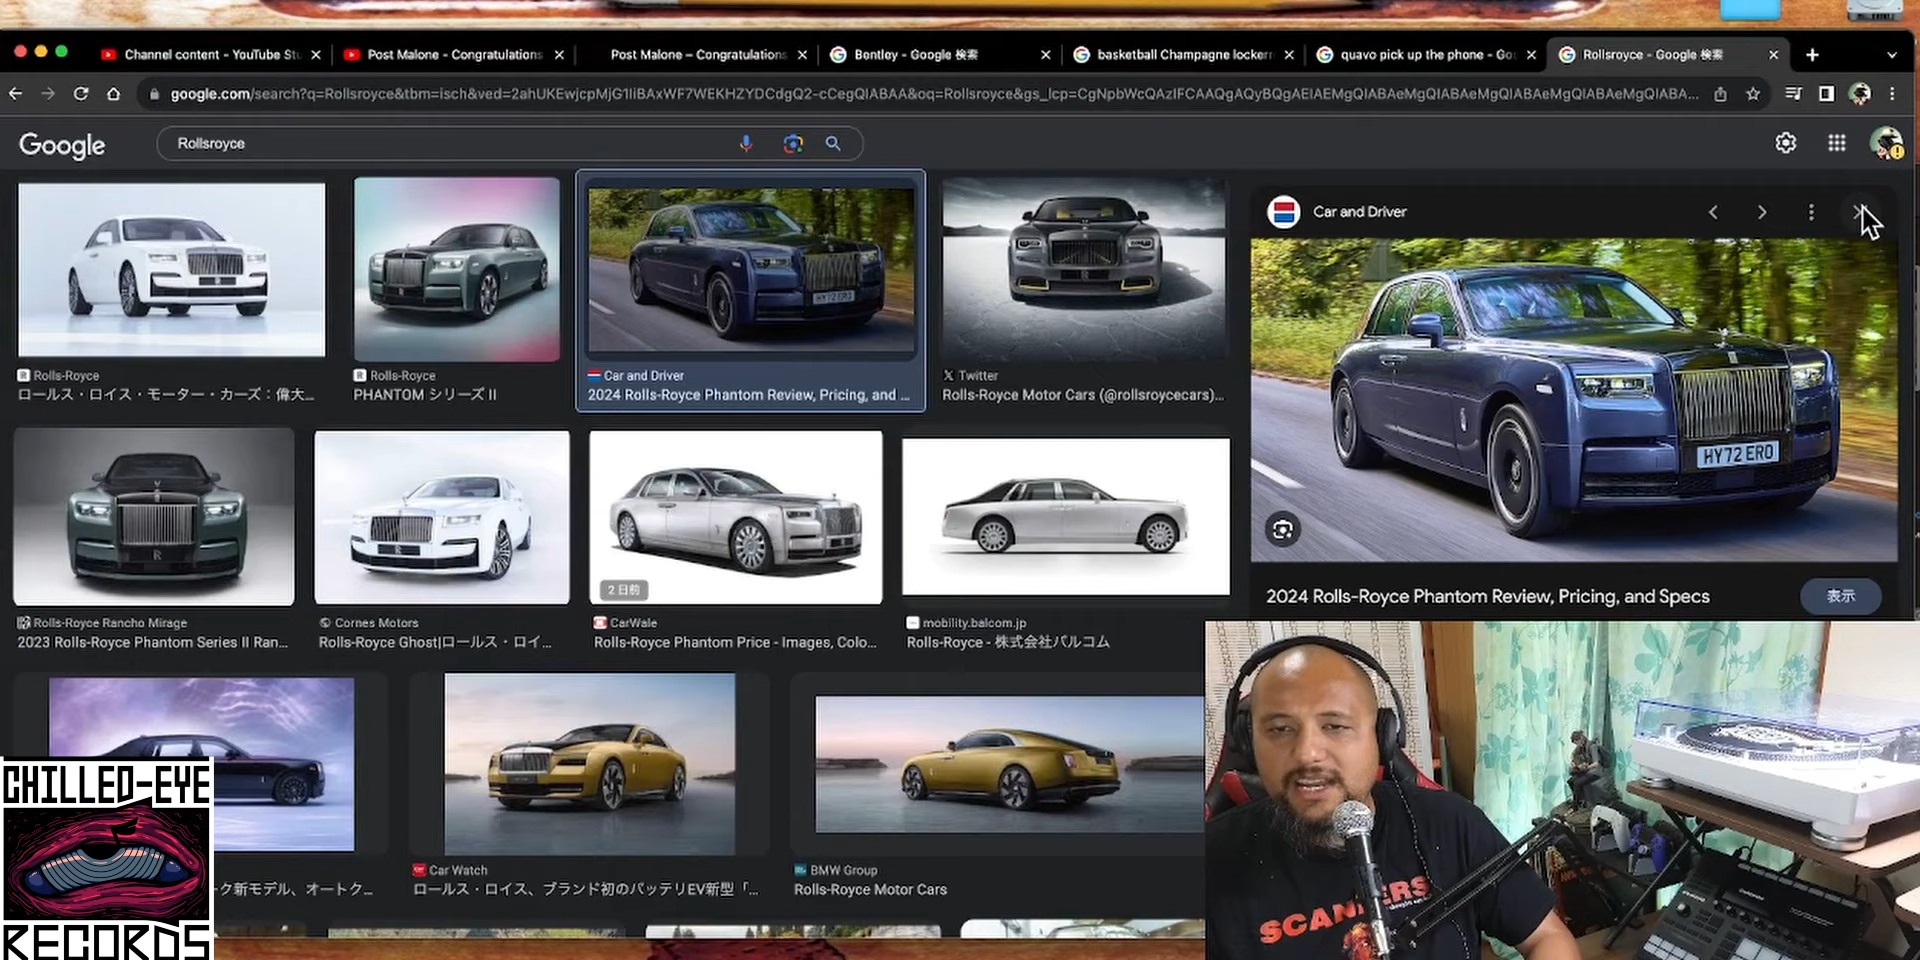 Channel content - YouTube Stu
Post Malone - Congratulations
Post Malone – Congratulations
Bentley - Google 検索
basketball Champagne lockerr
quavo pick up the phone - Goo
Rollsroyce - Google 検索
google.com/search?q=Rollsroyce&tbm=isch&ved=2ahUKEwjcpMjG1IiBAxWF7WEKHZYDCdgQ2-cCegQIABAA&oq=Rollsroyce&gs_lcp=CgNpbWcQAzIFCAAQgAQyBQgAEIAEMgQIABAeMgQIABAeMgQIABAeMgQIABAeMgQIABA...
Google
Rollsroyce
Car and Driver
HY72 ERO
HY72 ERO
Rolls-Royce
Rolls-Royce
Car and Driver
Twitter
ロールス・ロイス・モーター・カーズ：偉大...
PHANTOM シリーズ II
2024 Rolls-Royce Phantom Review, Pricing, and ...
Rolls-Royce Motor Cars (@rollsroycecars)...
2 日前
2024 Rolls-Royce Phantom Review, Pricing, and Specs
表示
Rolls-Royce Rancho Mirage
Cornes Motors
CarWale
mobility.balcom.jp
2023 Rolls-Royce Phantom Series II Ran...
Rolls-Royce Ghost|ロールス・ロイ...
Rolls-Royce Phantom Price - Images, Colo...
Rolls-Royce - 株式会社バルコム
CHILLED-EYE
RECORDS
Car Watch
BMW Group
ーク新モデル、オートク...
ロールス・ロイス、ブランド初のバッテリEV新型「...
Rolls-Royce Motor Cars
SCANNERS